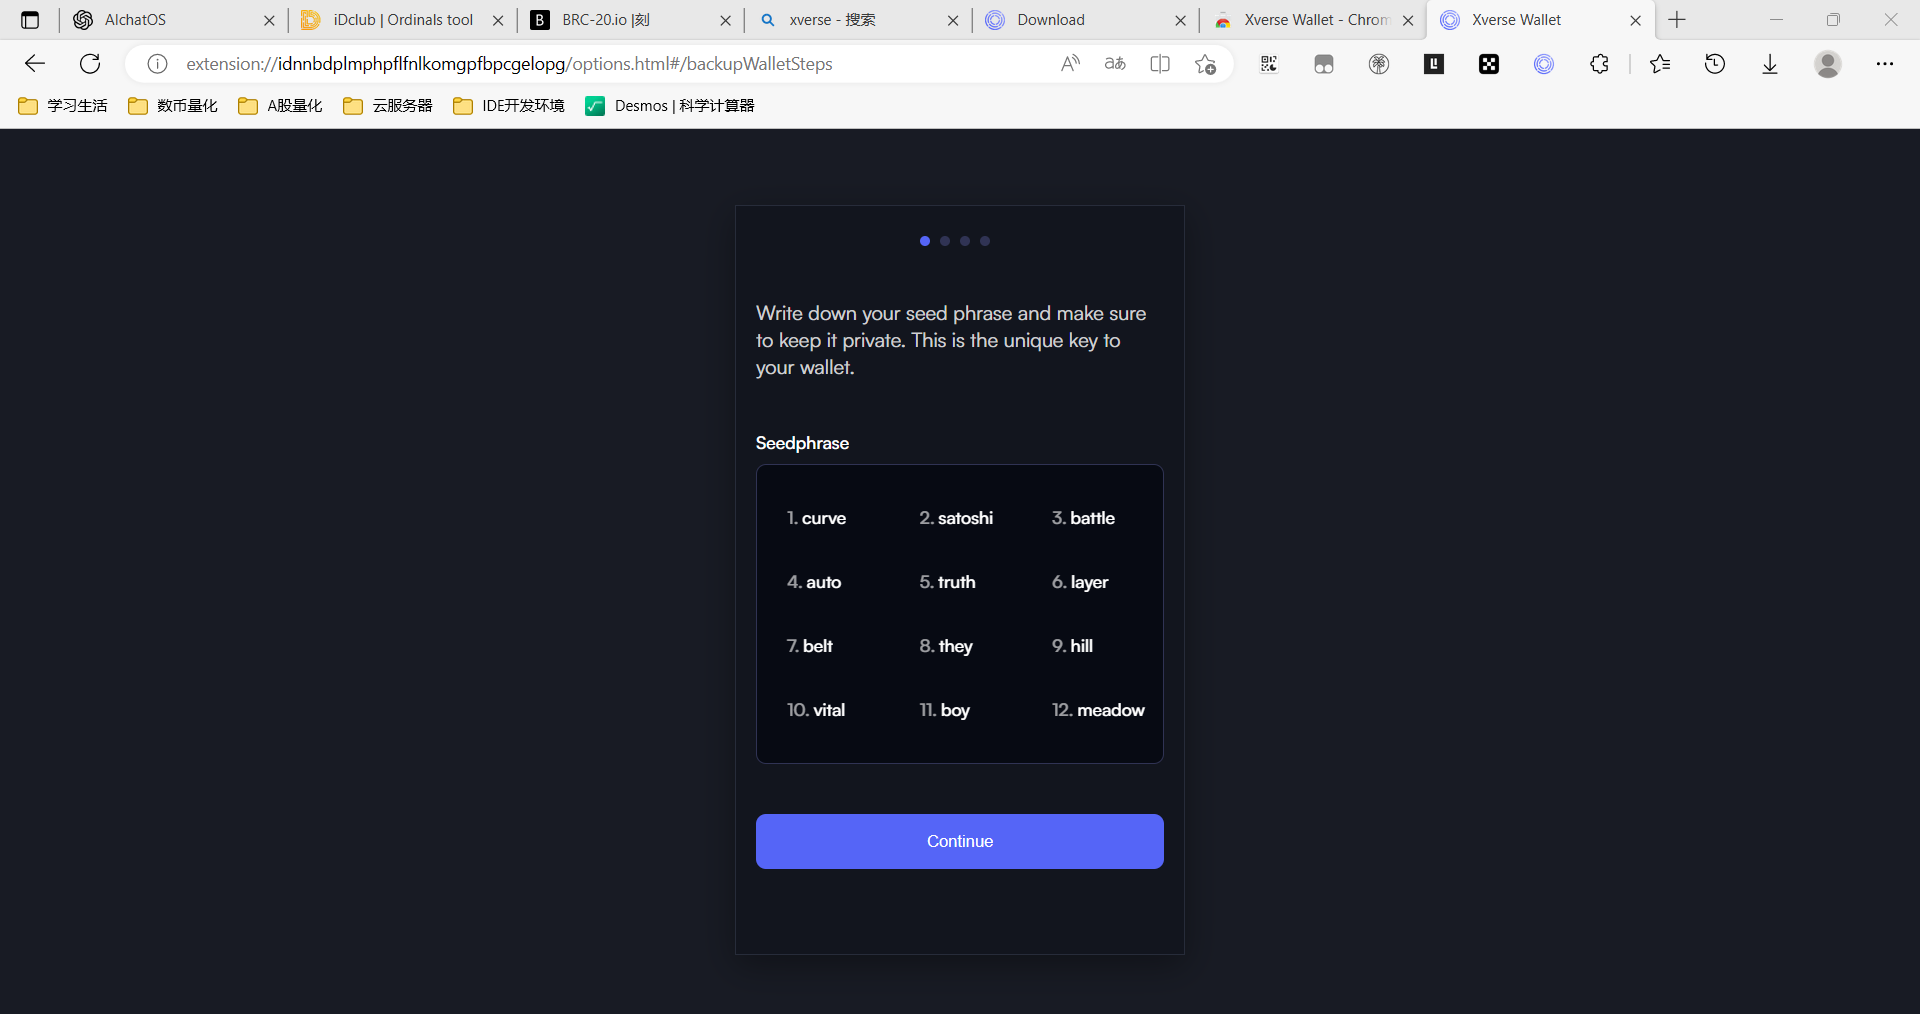 AIchatOS
iDclub | Ordinals tool
BRC-20.io |刻
xverse - 搜索
Download
Xverse Wallet - Chrom
Xverse Wallet
extension://idnnbdplmphpflfnlkomgpfbpcgelopg/options.html#/backupWalletSteps
学习生活
数币量化
A股量化
云服务器
IDE开发环境
Desmos | 科学计算器
Write down your seed phrase and make sure
to keep it private. This is the unique key to
your wallet.
Seedphrase
1. curve 2. satoshi 3. battle
4. auto 5. truth 6. layer
7. belt 8. they 9. hill
10. vital 11. boy 12. meadow
Continue